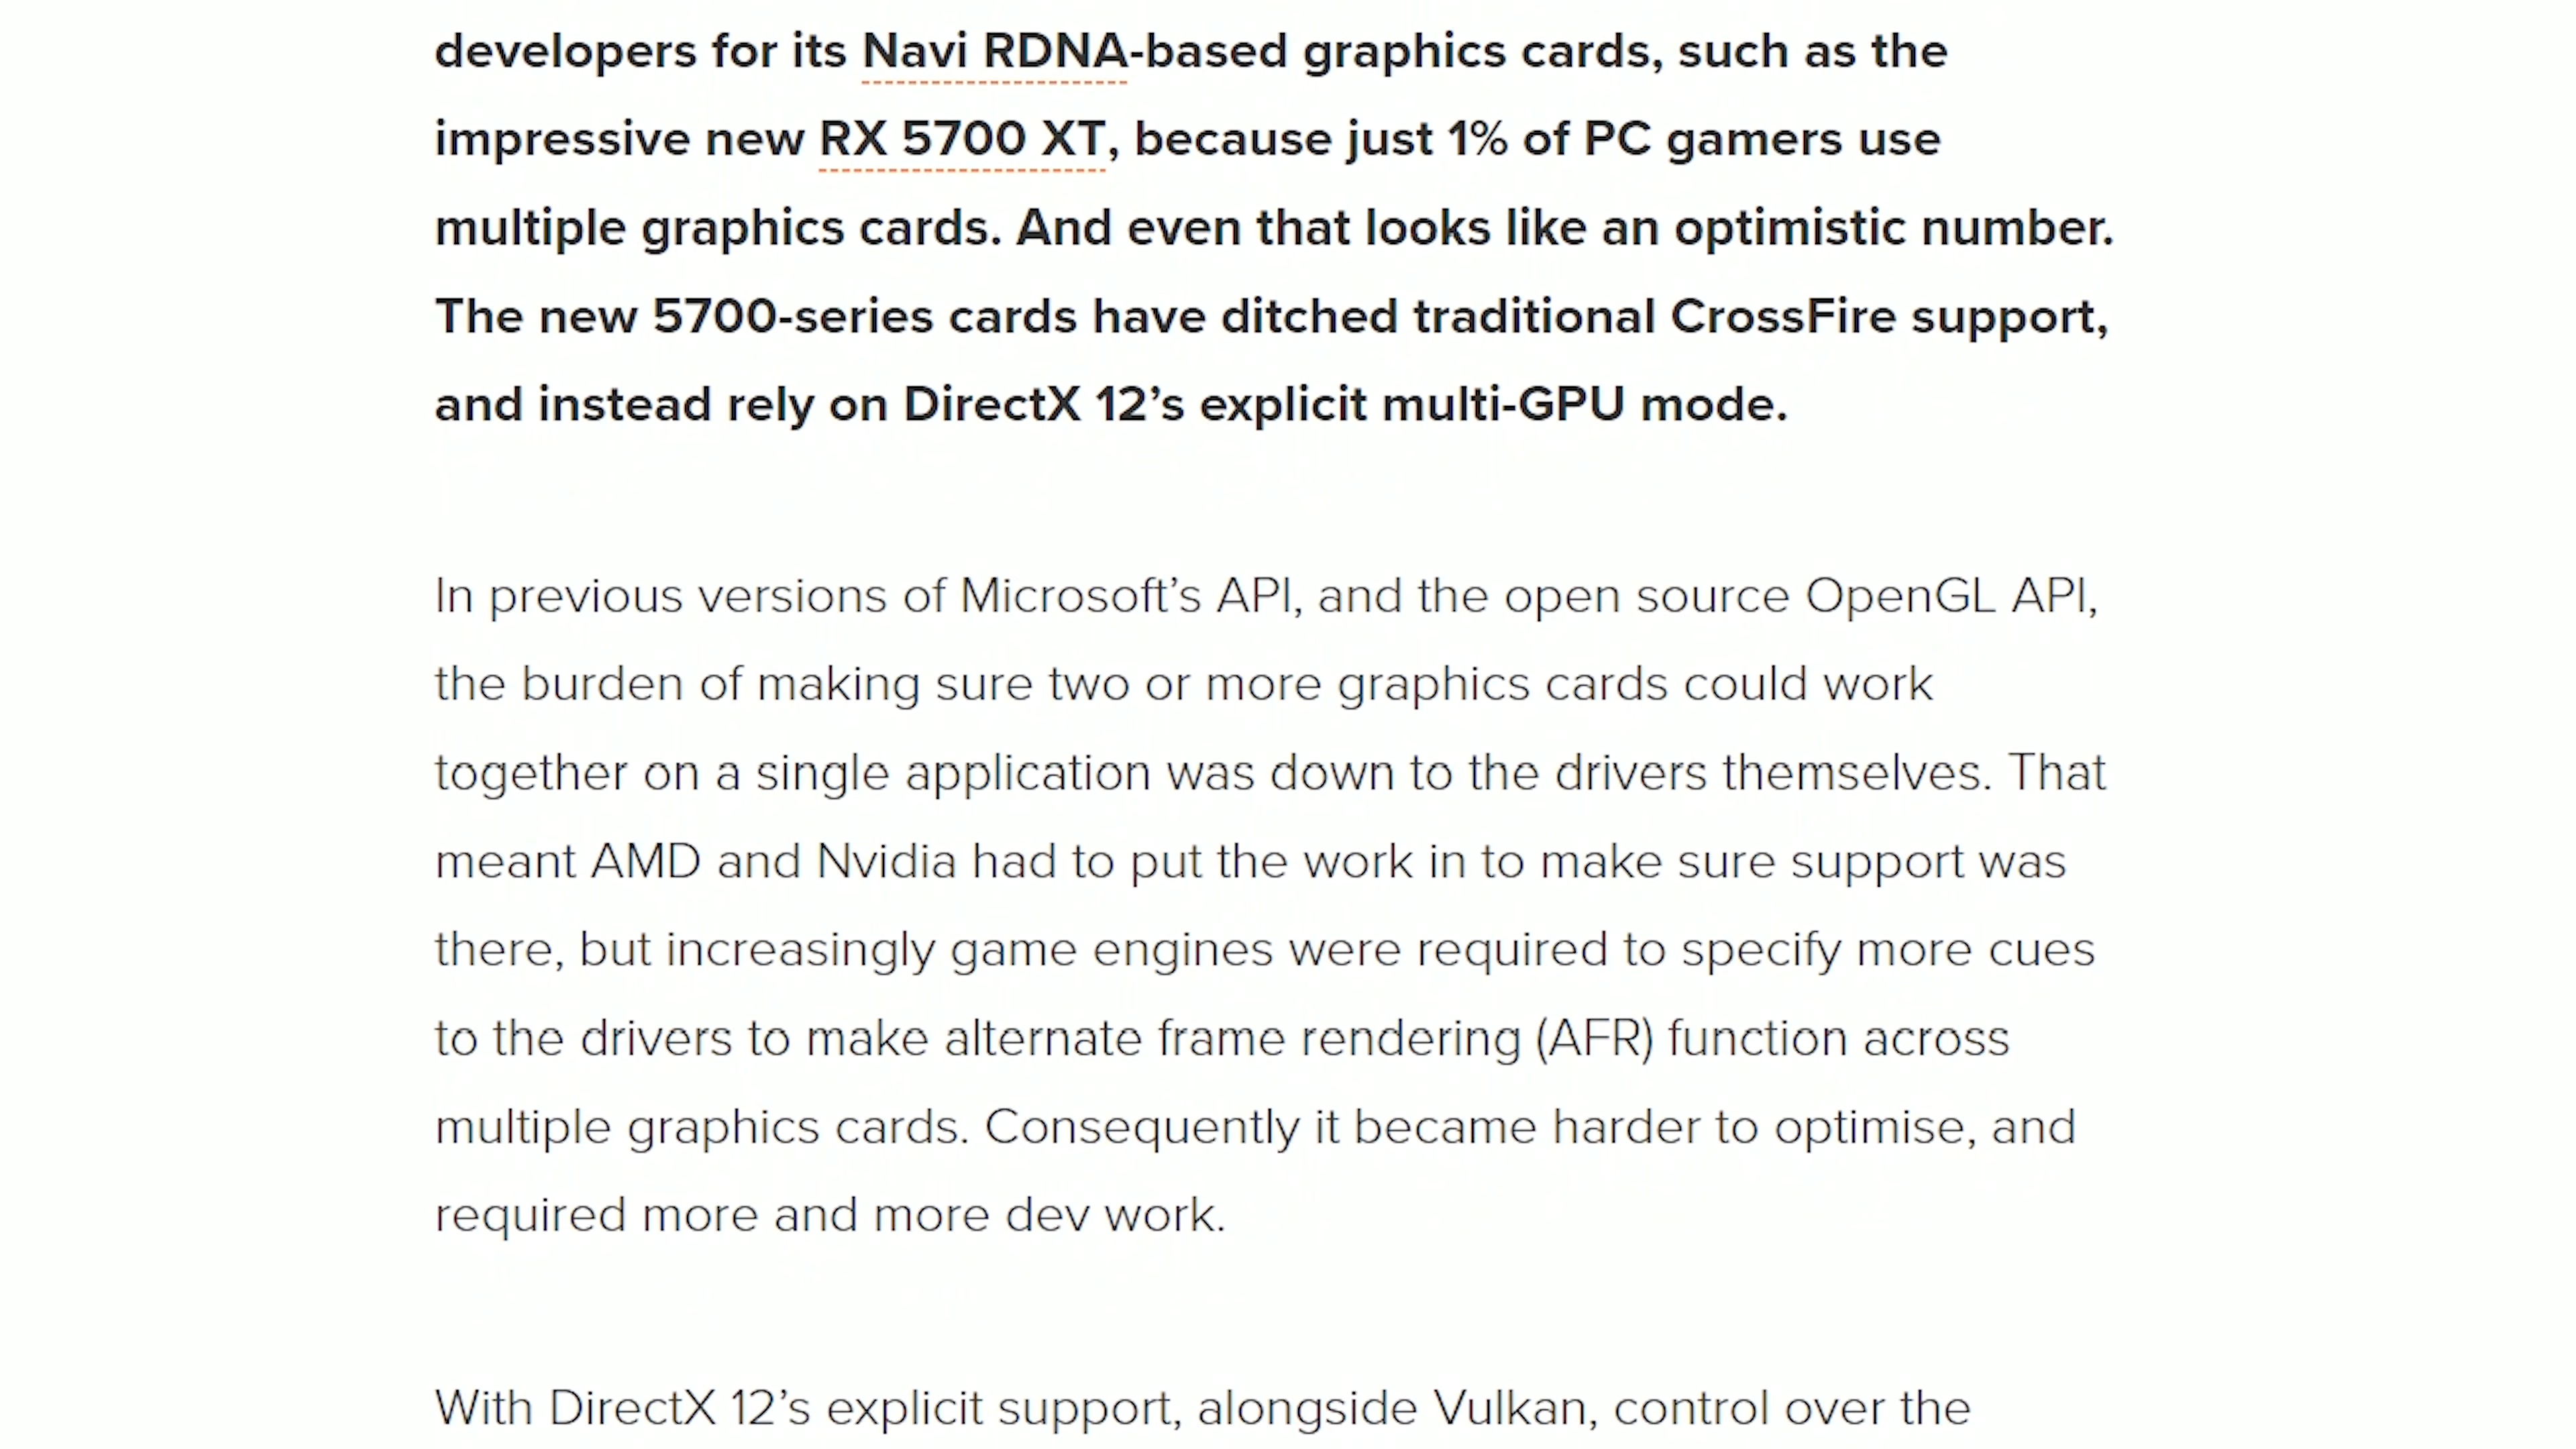 developers for its Navi RDNA-based graphics cards, such as the
impressive new RX 5700 XT, because just 1% of PC gamers use
multiple graphics cards. And even that looks like an optimistic number.
The new 5700-series cards have ditched traditional CrossFire support,
and instead rely on DirectX 12’s explicit multi-GPU mode.
In previous versions of Microsoft’s API, and the open source OpenGL API,
the burden of making sure two or more graphics cards could work
together on a single application was down to the drivers themselves. That
meant AMD and Nvidia had to put the work in to make sure support was
there, but increasingly game engines were required to specify more cues
to the drivers to make alternate frame rendering (AFR) function across
multiple graphics cards. Consequently it became harder to optimise, and
required more and more dev work.
With DirectX 12’s explicit support, alongside Vulkan, control over the